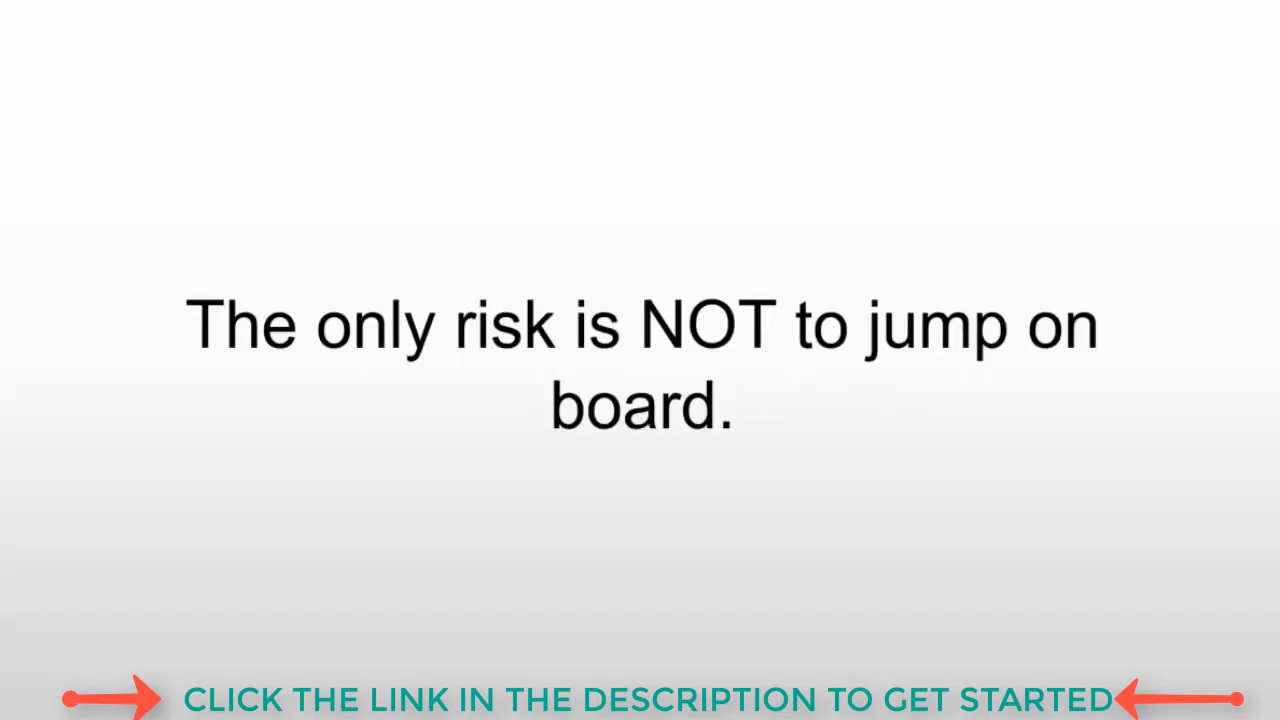 The only risk is NOT to jump on
board.
CLICK THE LINK IN THE DESCRIPTION TO GET STARTED